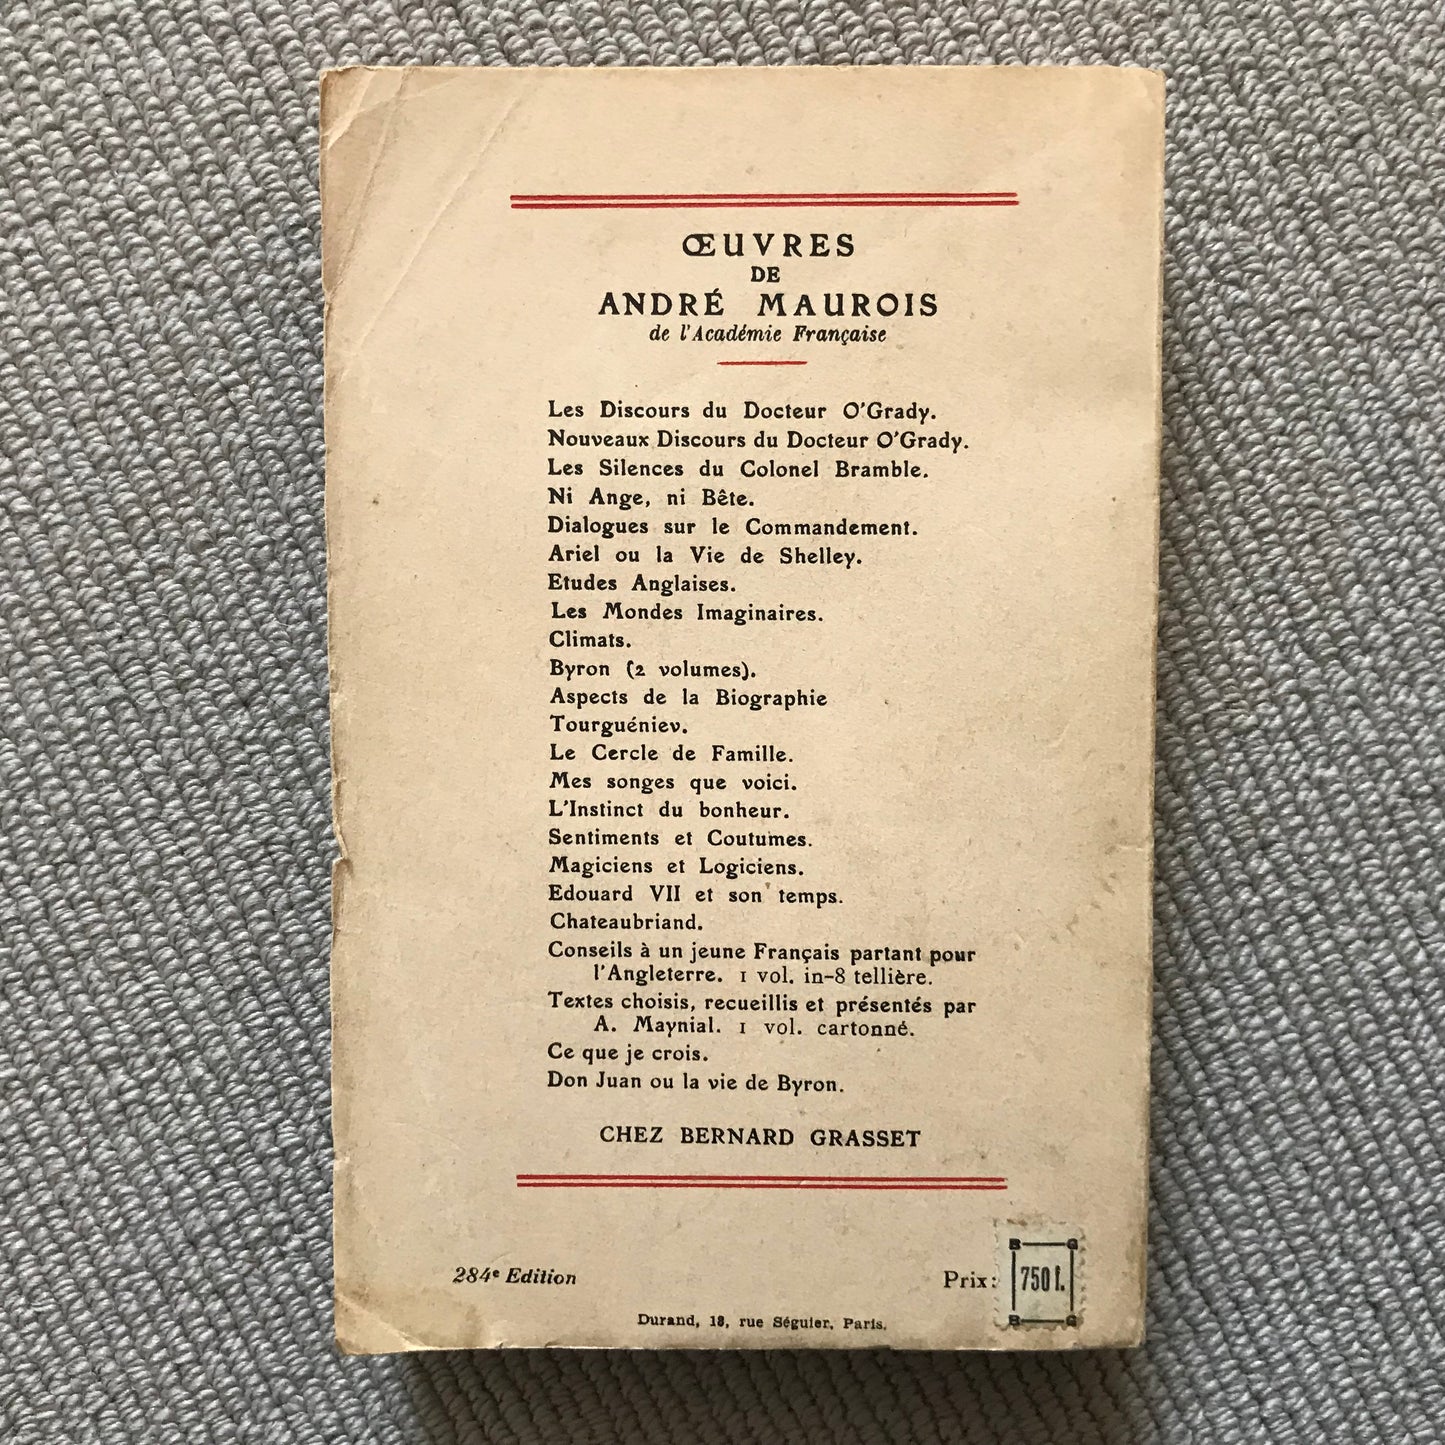 ŒUVRES
DE
ANDRÉ MAUROIS
de l'Académie Française
Les Discours du Docteur O'Grady.
Nouveaux Discours du Docteur O'Grady.
Les Silences du Colonel Bramble.
Ni Ange, ni Bête.
Dialogues sur le Commandement.
Ariel ou la Vie de Shelley.
Etudes Anglaises.
Les Mondes Imaginaires.
Climats.
Byron (2 volumes).
Aspects de la Biographie
Tourguéniev.
Le Cercle de Famille.
Mes songes que voici.
L'Instinct du bonheur.
Sentiments et Coutumes.
Magiciens et Logiciens.
Edouard VII et son temps.
Chateaubriand.
Conseils à un jeune Français partant pour
l'Angleterre. 1 vol. in-8 tellière.
Textes choisis, recueillis et présentés par
A. Maynial. 1 vol. cartonné.
Ce que je crois.
Don Juan ou la vie de Byron.
CHEZ BERNARD GRASSET
284e Edition
Prix:
B G
750 f.
B G
Durand, 18, rue Séguier, Paris.